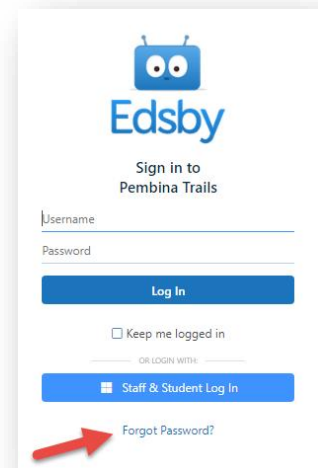 Edsby
Sign in to
Pembina Trails
Username
Password
Log In
Keep me logged in
OR LOGIN WITH:
Staff & Student Log In
Forgot Password?